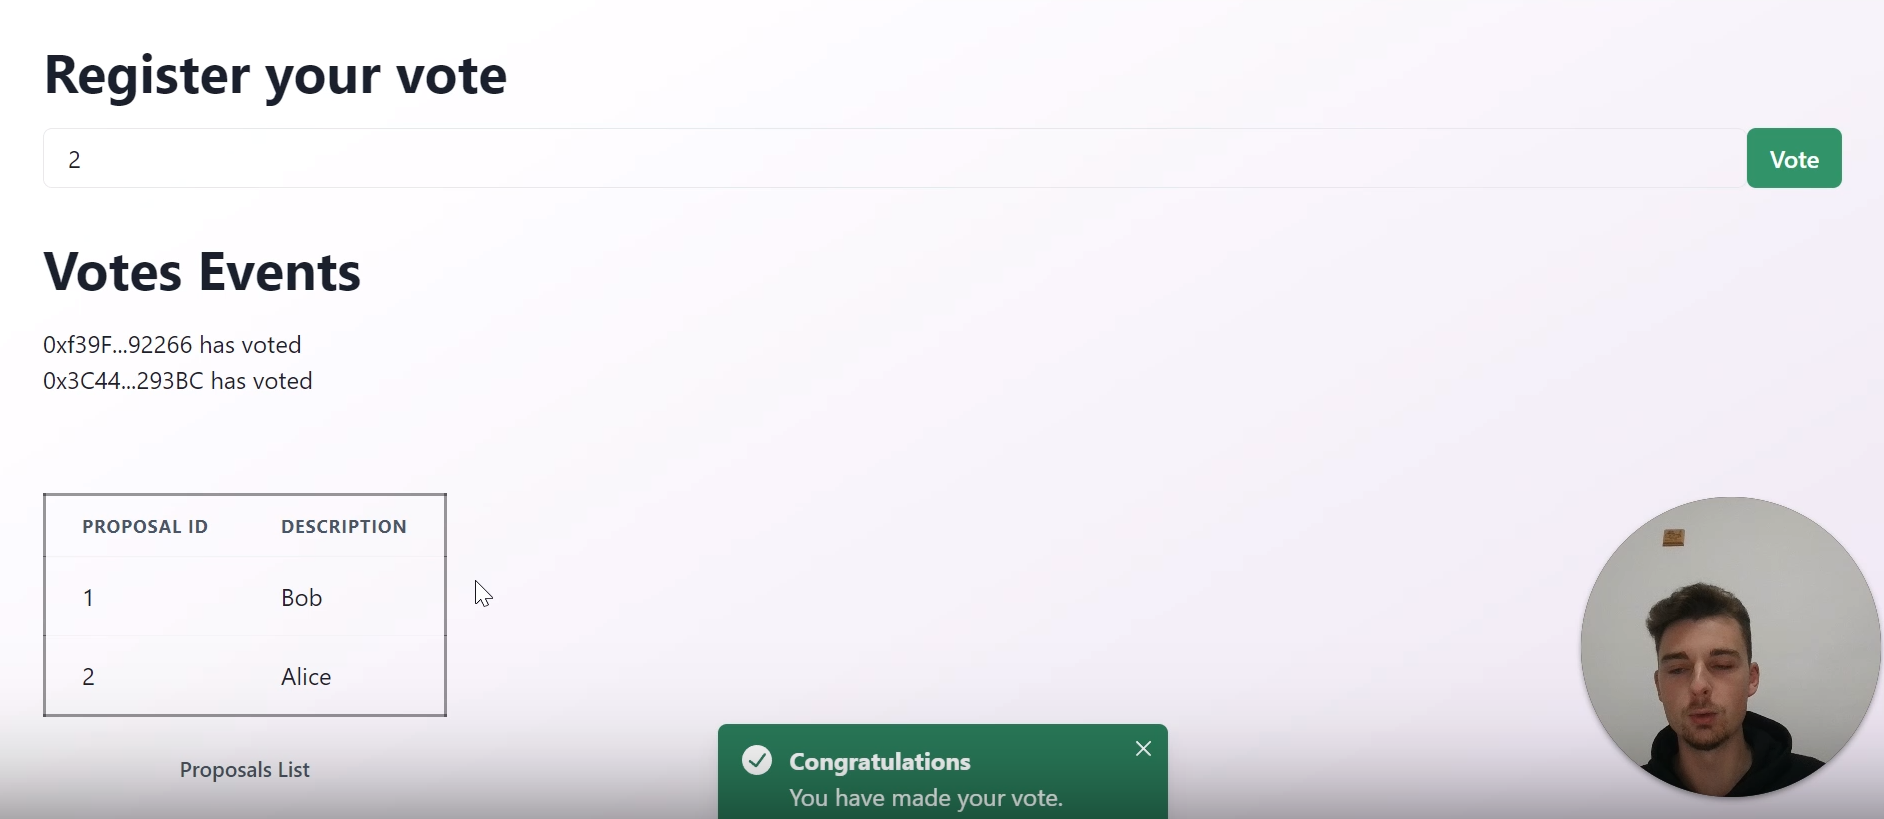 Register your vote
2
Vote
Votes Events
0xf39F...92266 has voted
0x3C44...293BC has voted
PROPOSAL ID DESCRIPTION
1 Bob
2 Alice
Proposals List
Congratulations
You have made your vote.